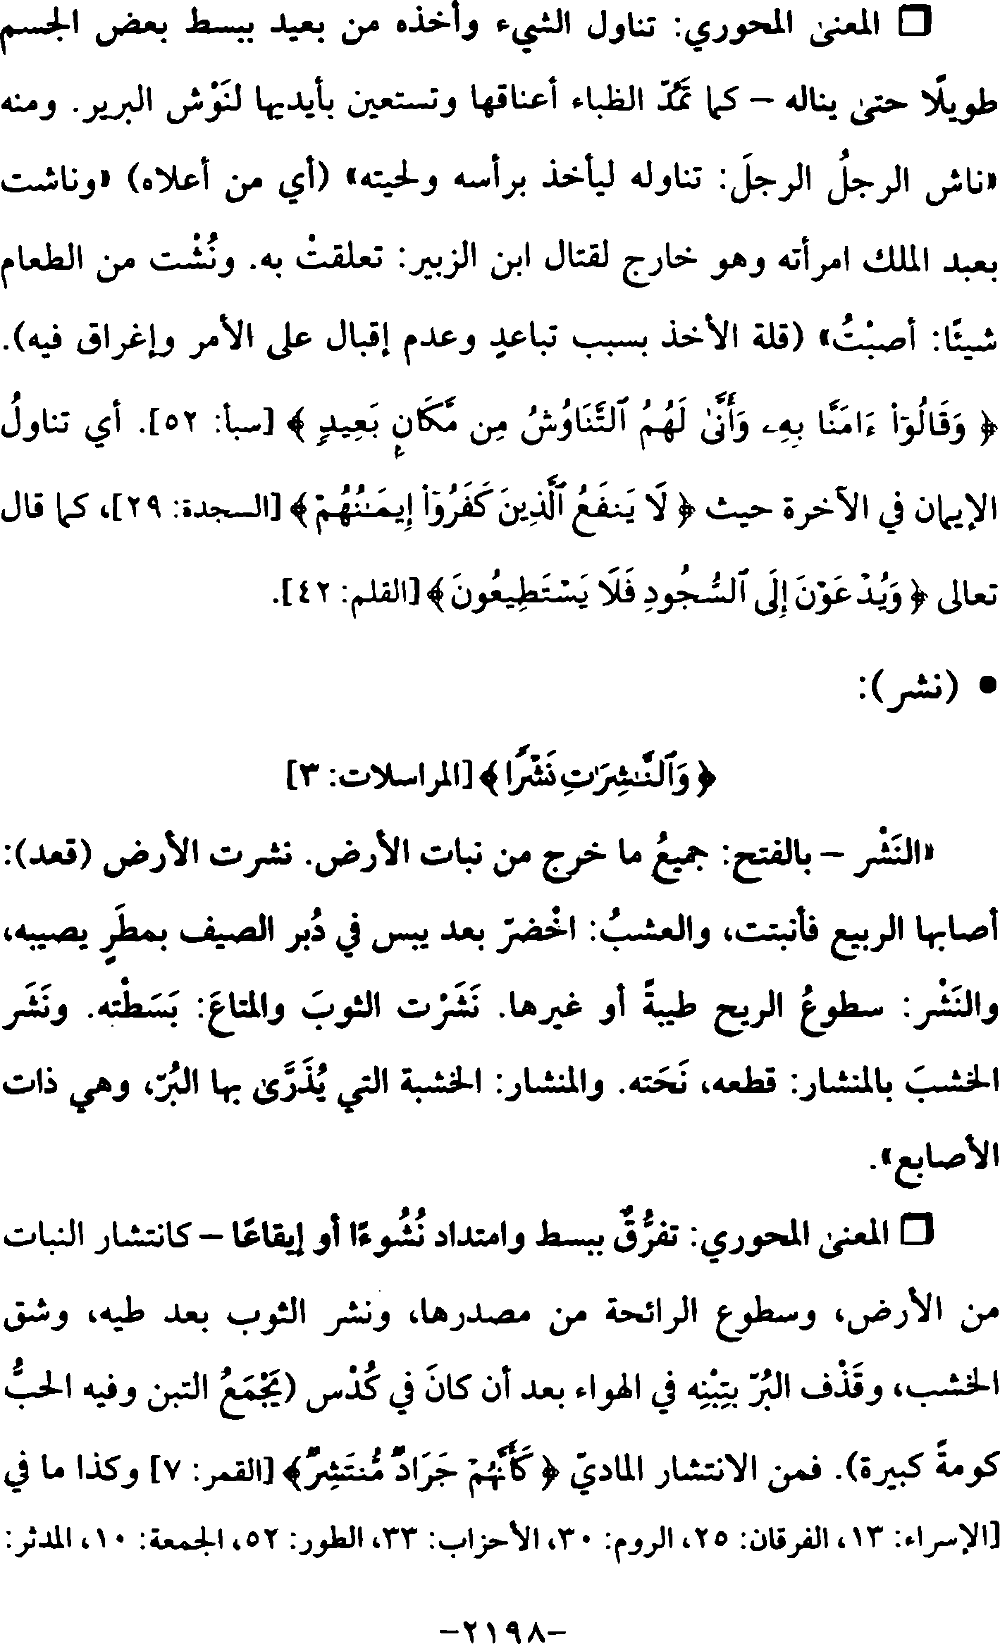 □ المعنىٰ المحوري: تناول الشيء وأخذه من بعيد ببسط بعض الجسم
طويلًا حتىٰ يناله – كما تَمُدّ الظباء أعناقها وتستعين بأيديها لنَوْش البرير. ومنه
«ناش الرجلُ الرجلَ: تناوله ليأخذ برأسه ولحيته» (أي من أعلاه) «وناشت
بعبد الملك امرأته وهو خارج لقتال ابن الزبير: تعلقتْ به. ونُشْت من الطعام
شيئًا: أصبْتُ» (قلة الأخذ بسبب تباعدٍ وعدم إقبال على الأمر وإغراق فيه).
﴿ وَقَالُوٓا۟ ءَامَنَّا بِهِۦ وَأَنَّىٰ لَهُمُ ٱلتَّنَاوُشُ مِن مَّكَانٍۭ بَعِيدٍ ﴾ [سبأ: ٥٢]. أي تناولُ
الإيمان في الآخرة حيث ﴿ لَا يَنفَعُ ٱلَّذِينَ كَفَرُوٓا۟ إِيمَـٰنُهُمْ ﴾ [السجدة: ٢٩]، كما قال
تعالى ﴿ وَيُدْعَوْنَ إِلَى ٱلسُّجُودِ فَلَا يَسْتَطِيعُونَ ﴾ [القلم: ٤٢].
• (نشر):
﴿ وَٱلنَّـٰشِرَٰتِ نَشْرًا ﴾ [المراسلات: ٣]
«النَشْر – بالفتح: جميعُ ما خرج من نبات الأرض. نشرت الأرض (قعد):
أصابها الربيع فأنبتت، والعشبُ: اخْضرّ بعد يبس في دُبر الصيف بمطَرٍ يصيبه،
والنَشْر: سطوعُ الريح طيبةً أو غيرها. نَشَرْت الثوبَ والمتاعَ: بَسَطْته. ونَشَر
الخشبَ بالمنشار: قطعه، نَحَته. والمنشار: الخشبة التي يُذَرَّىٰ بها البُرّ، وهي ذات
الأصابع».
□ المعنىٰ المحوري: تفرُّقٌ ببسط وامتداد نُشُوءًا أو إيقاعًا – كانتشار النبات
من الأرض، وسطوع الرائحة من مصدرها، ونشر الثوب بعد طيه، وشق
الخشب، وقَذْف البُرّ بتِبْنِه في الهواء بعد أن كانَ في كُدْس (يَجْمَعُ التبن وفيه الحبُّ
كومةً كبيرة). فمن الانتشار الماديّ ﴿ كَأَنَّهُمْ جَرَادٌ مُّنتَشِرٌ ﴾ [القمر: ٧] وكذا ما في
[الإسراء: ١٣، الفرقان: ٢٥، الروم: ٣٠، الأحزاب: ٣٣، الطور: ٥٢، الجمعة: ١٠، المدثر:
-٢١٩٨-